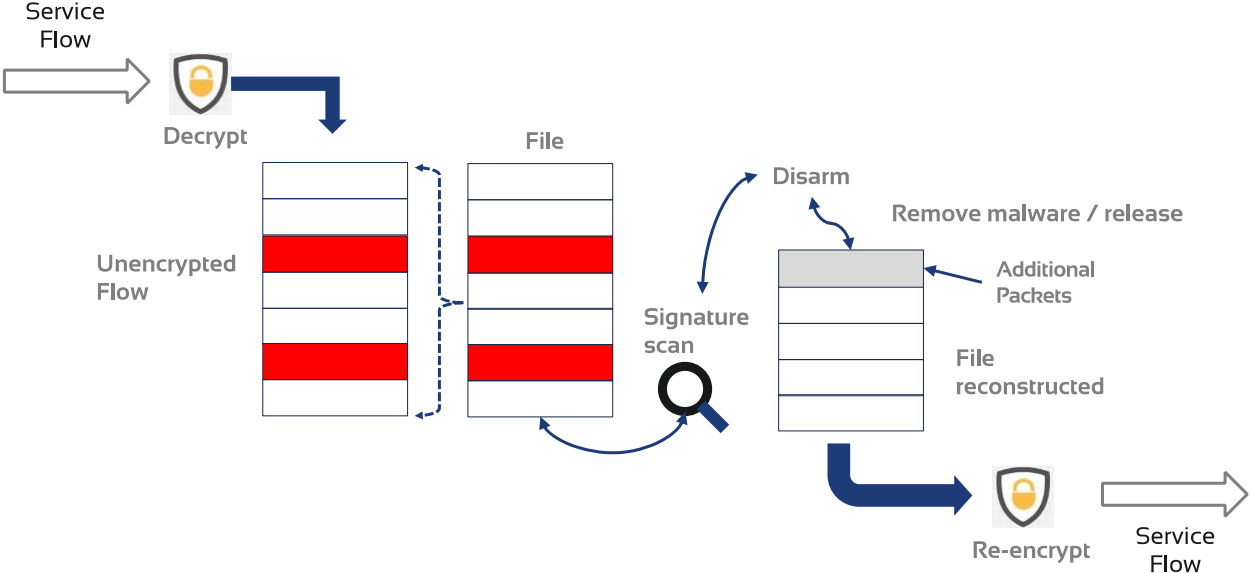 Service
Flow
Decrypt
File
Unencrypted
Flow
Disarm
Remove malware / release
Additional
Packets
Signature
scan
File
reconstructed
Re-encrypt
Service
Flow